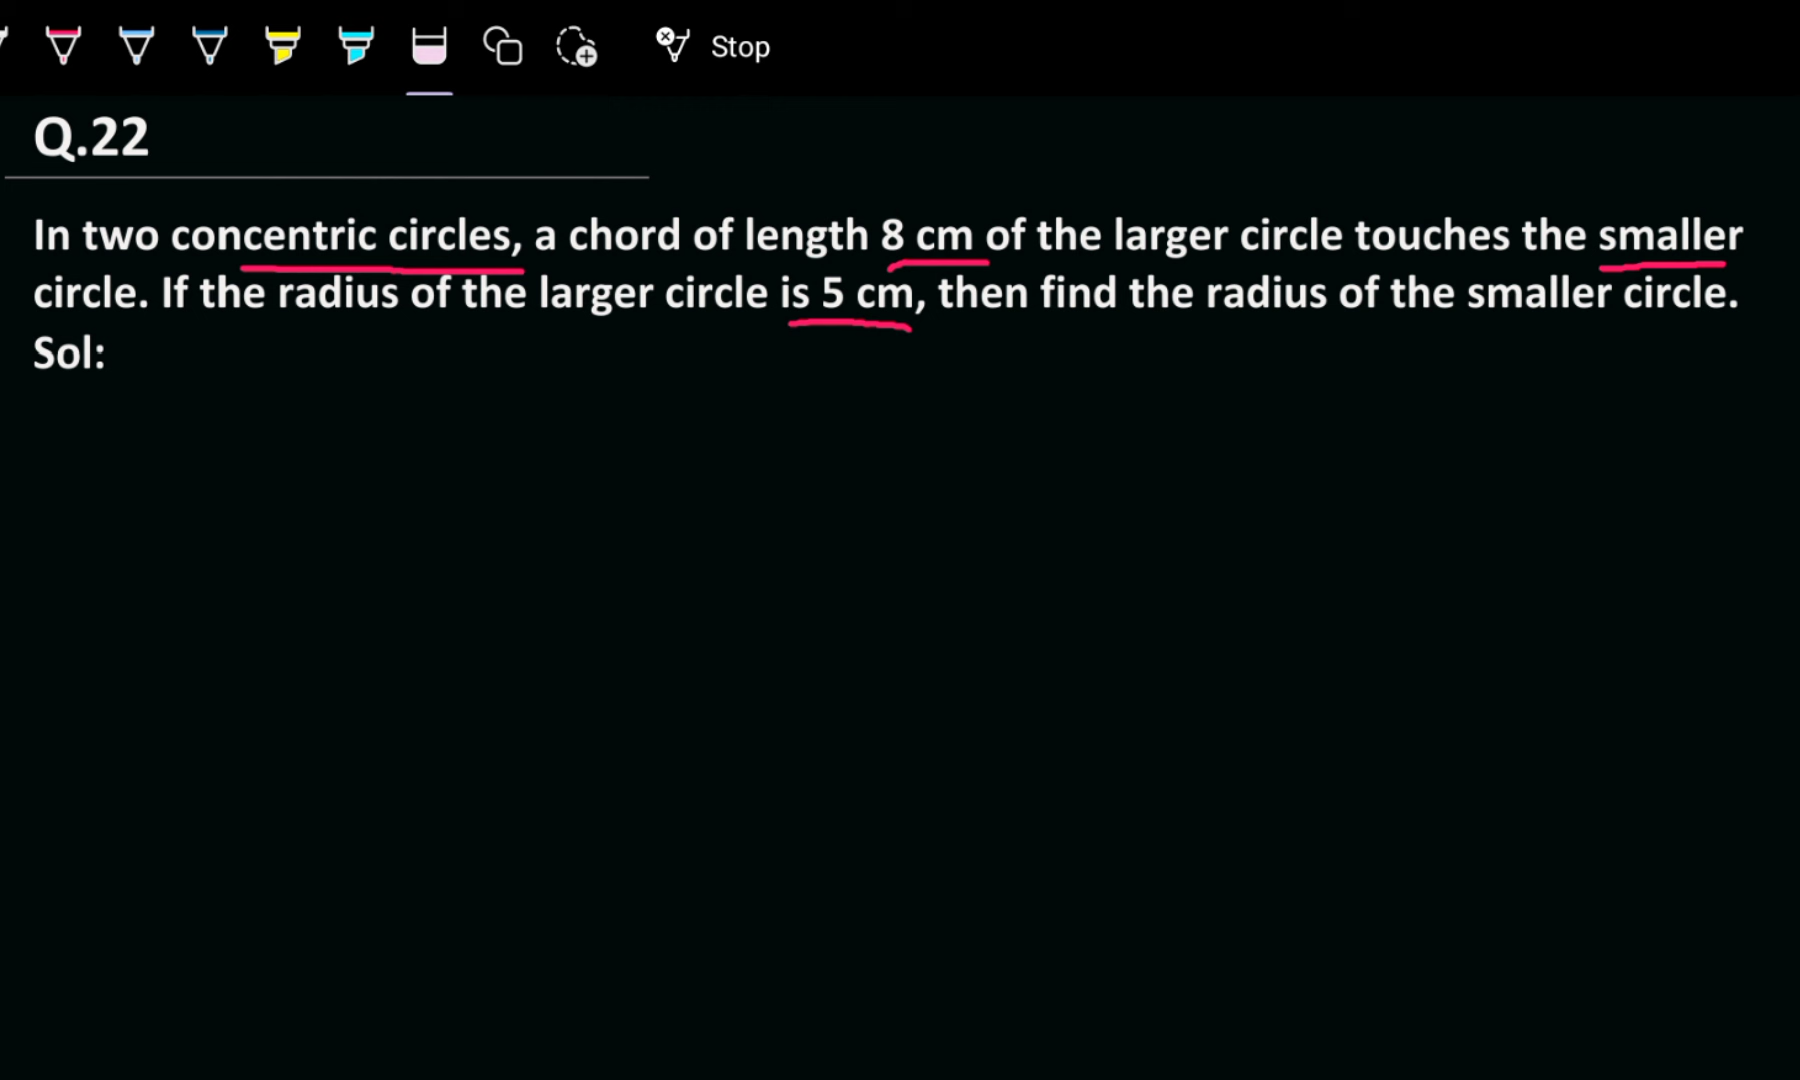 Stop
Q.22
In two concentric circles, a chord of length 8 cm of the larger circle touches the smaller
circle. If the radius of the larger circle is 5 cm, then find the radius of the smaller circle.
Sol: